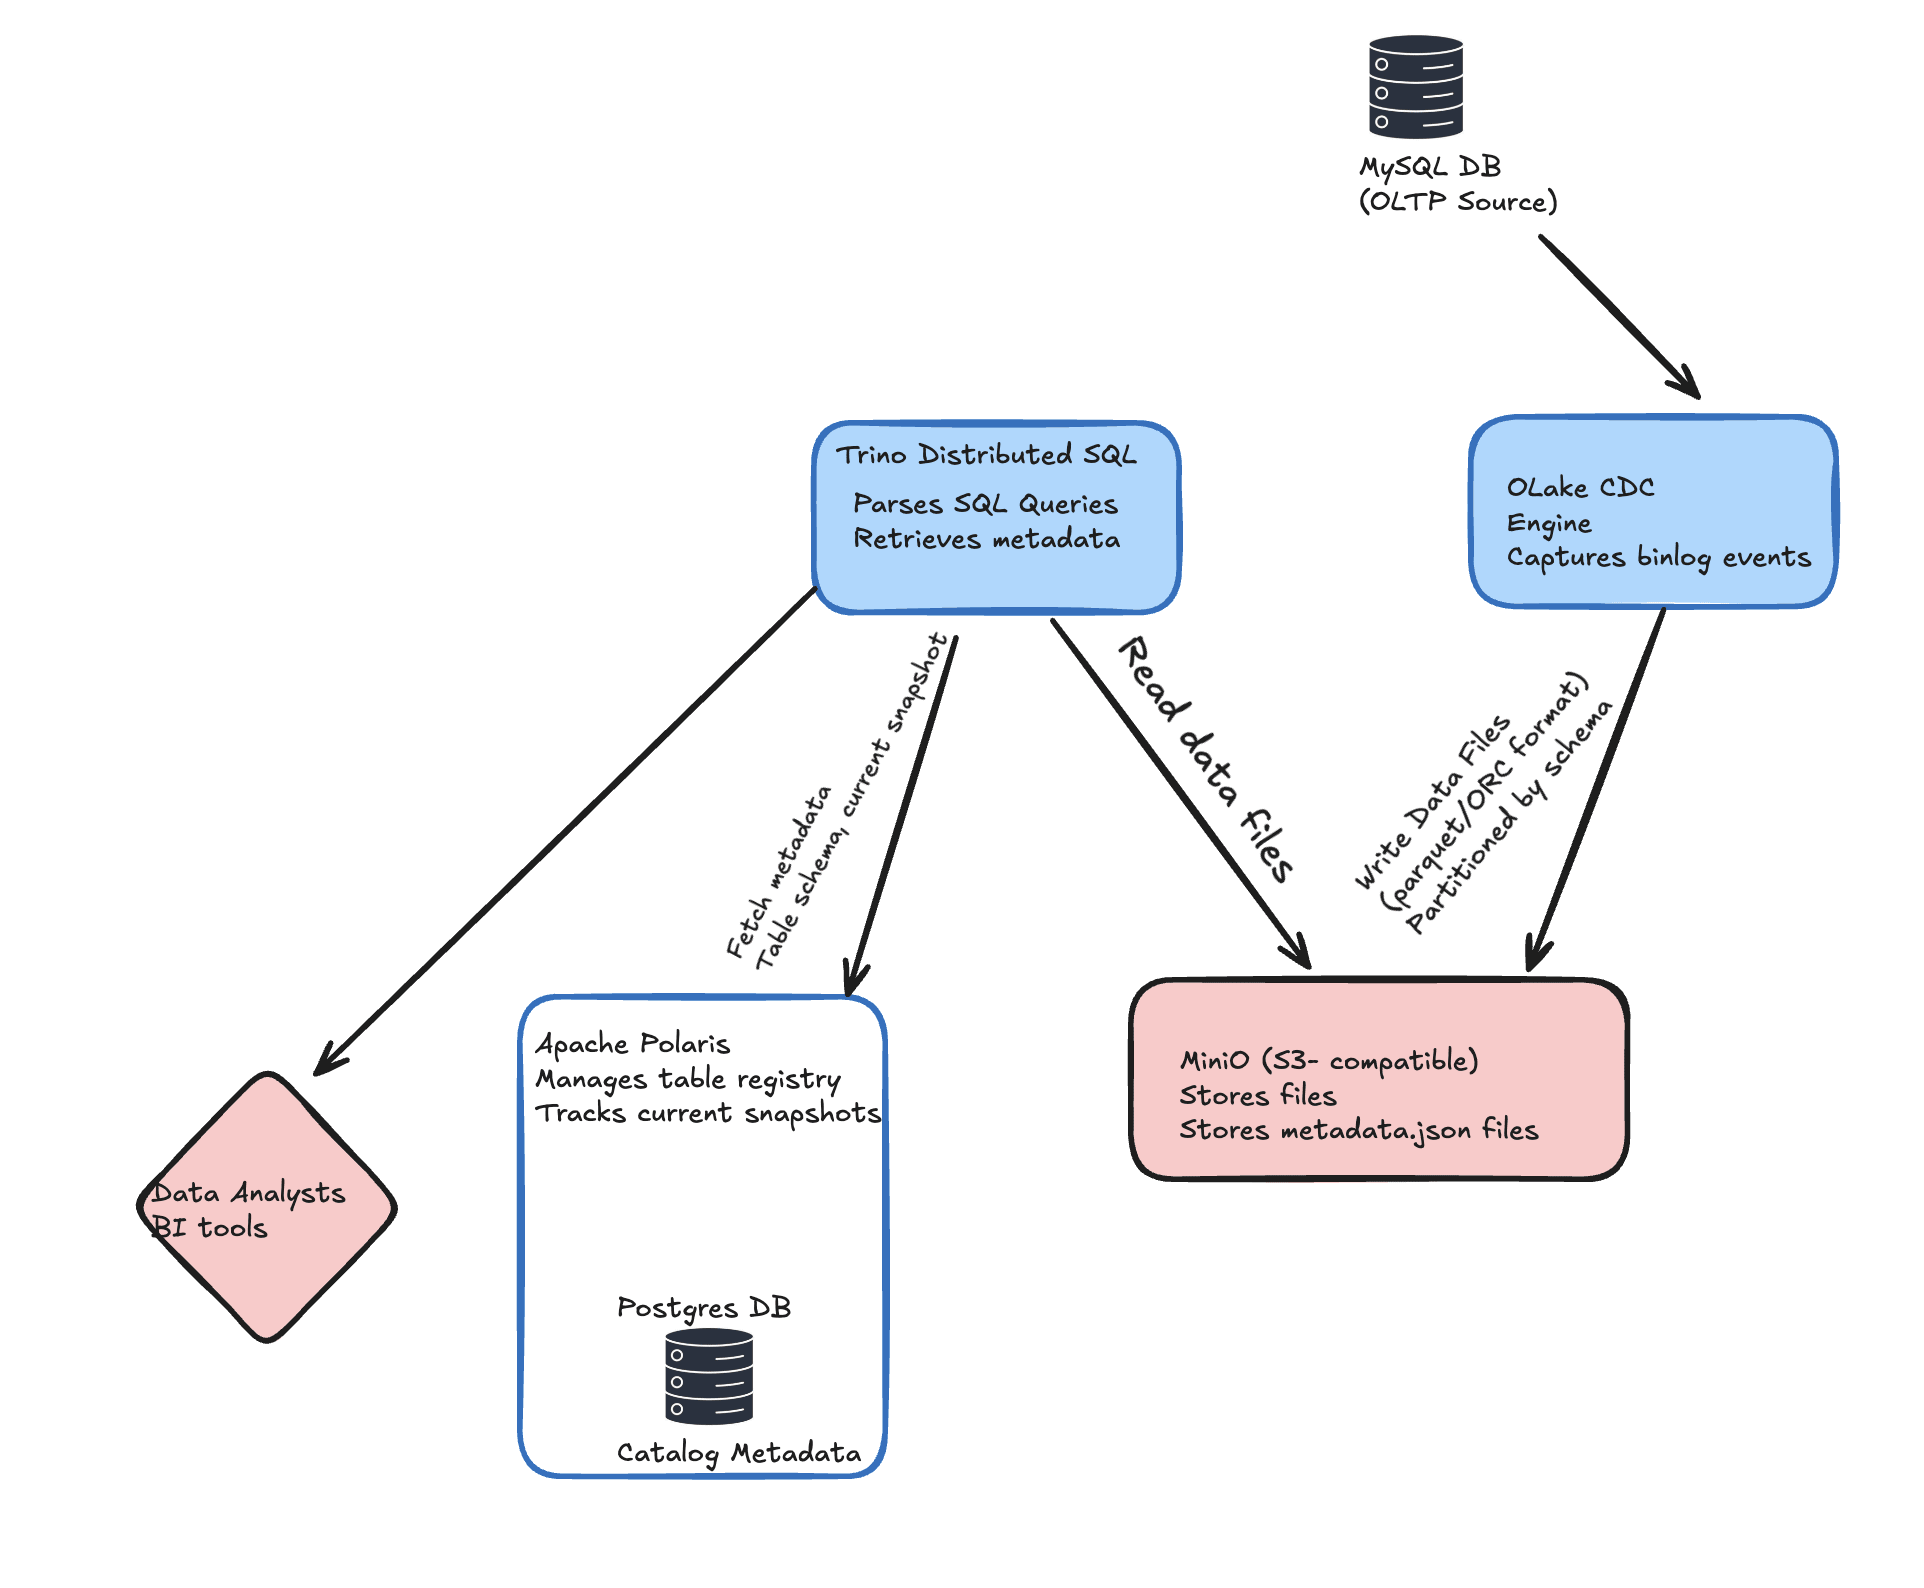 MySQL DB
(OLTP Source)
Trino Distributed SQL
Parses SQL Queries
Retrieves metadata
OLake CDC
Engine
Captures binlog events
Fetch metadata
Table schema, current snapshot
Read data files
Write Data Files
(parquet/ORC format)
Partitioned by schema
Apache Polaris
Manages table registry
Tracks current snapshots
Postgres DB
Catalog Metadata
MiniO (S3- compatible)
Stores files
Stores metadata.json files
Data Analysts
BI tools